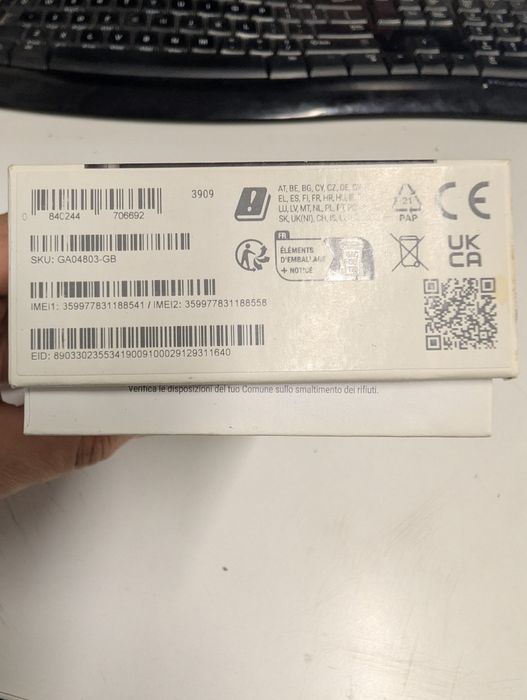 3909
0 840244 706692
SKU: GA04803-GB
IMEI1: 359977831188541 / IMEI2: 359977831188558
EID: 89033023553419009100029129311640
AT, BE, BG, CY, CZ, DE,
EL, ES, FI, FR, HR, HU,
LU, LV, MT, NL, PL, PT,
SK, UK(NI), CH, IS,
FR
ÉLÉMENTS
D'EMBALLAGE
+ NOTICE
21
PAP
CE
UK
CA
Verifica le disposizioni del tuo Comune sullo smaltimento dei rifiuti.